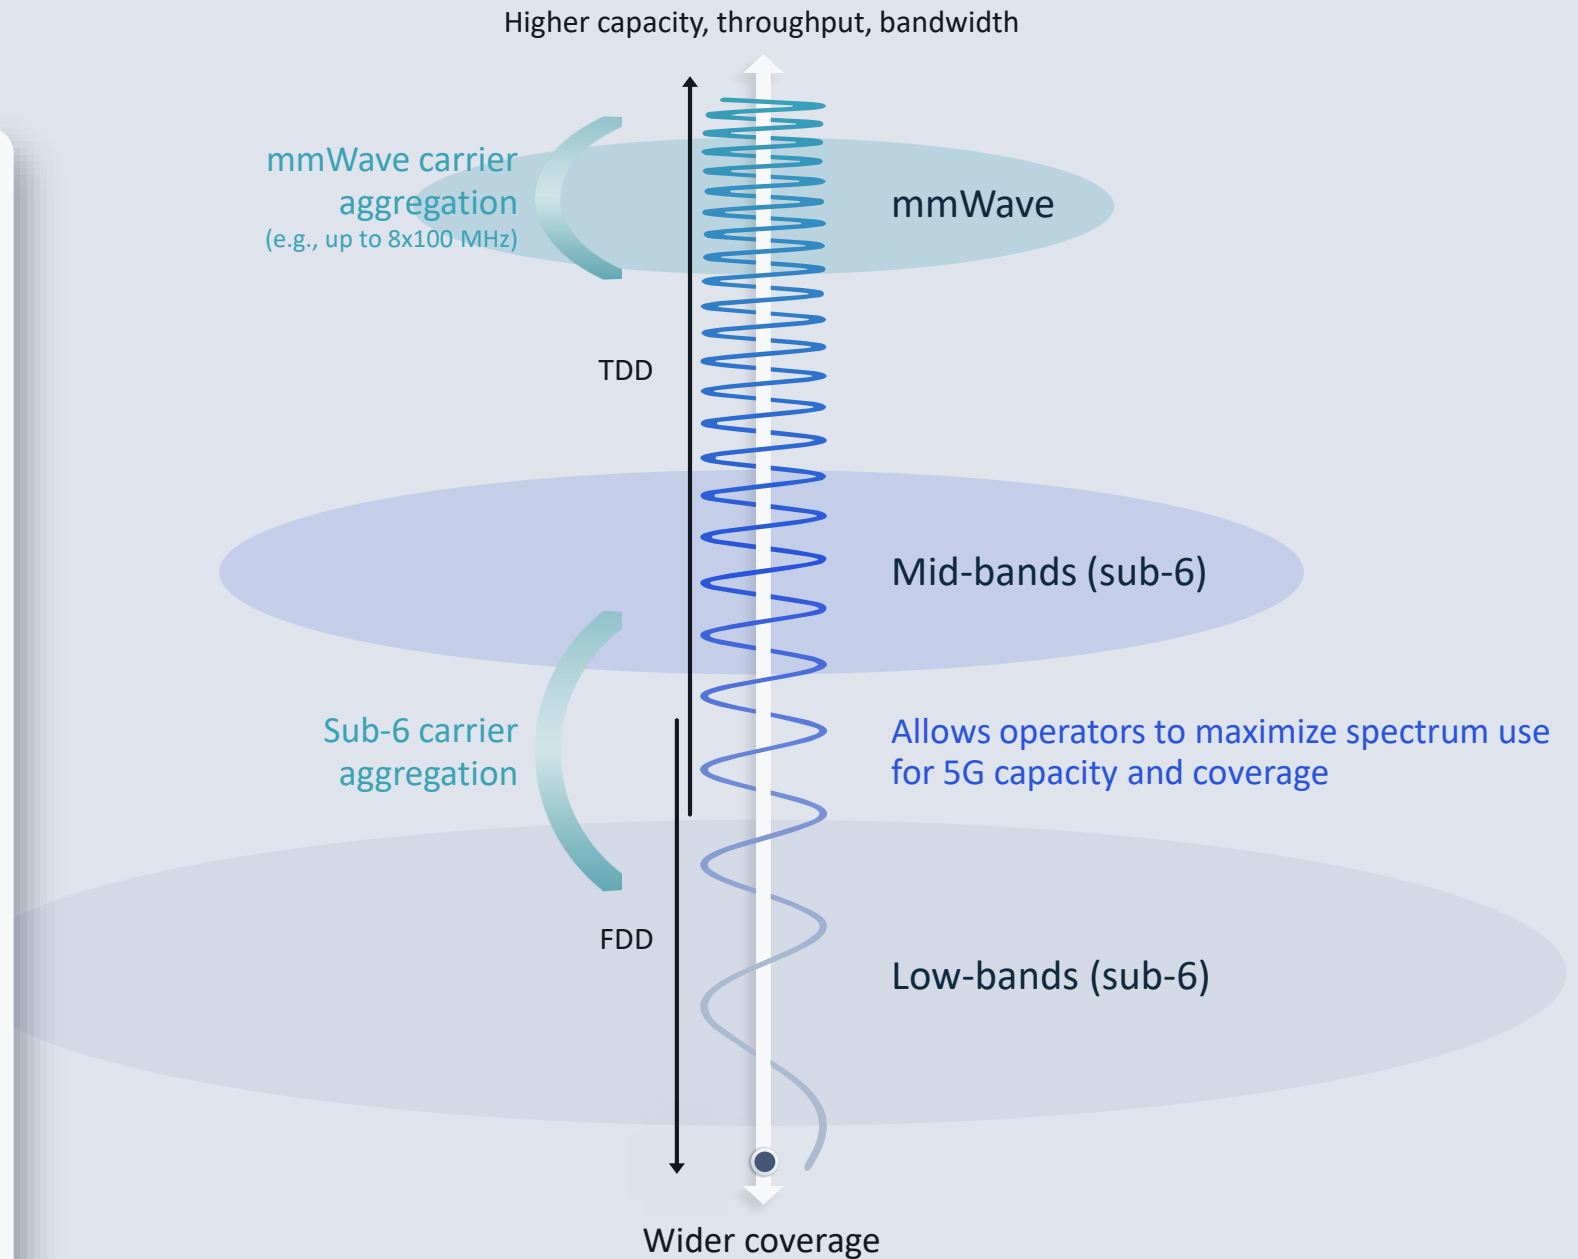 Higher capacity, throughput, bandwidth
mmWave carrier
aggregation
(e.g., up to 8x100 MHz)
mmWave
TDD
Mid-bands (sub-6)
Sub-6 carrier
aggregation
Allows operators to maximize spectrum use
for 5G capacity and coverage
FDD
Low-bands (sub-6)
Wider coverage